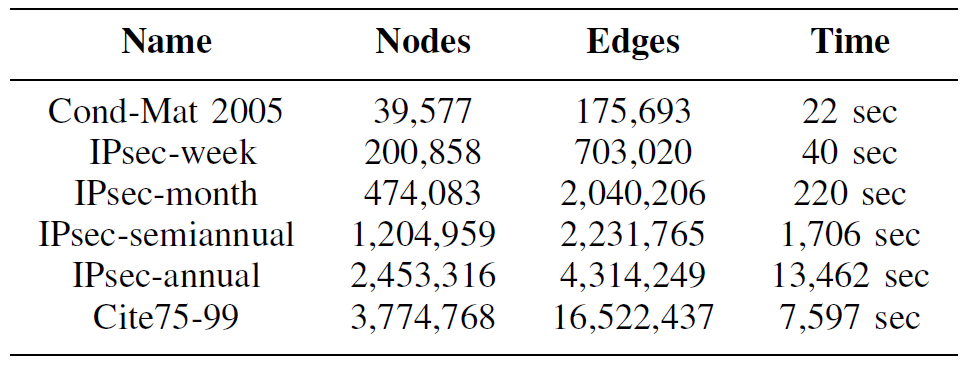 Name Nodes Edges Time
Cond-Mat 2005 39,577 175,693 22 sec
IPsec-week 200,858 703,020 40 sec
IPsec-month 474,083 2,040,206 220 sec
IPsec-semiannual 1,204,959 2,231,765 1,706 sec
IPsec-annual 2,453,316 4,314,249 13,462 sec
Cite75-99 3,774,768 16,522,437 7,597 sec